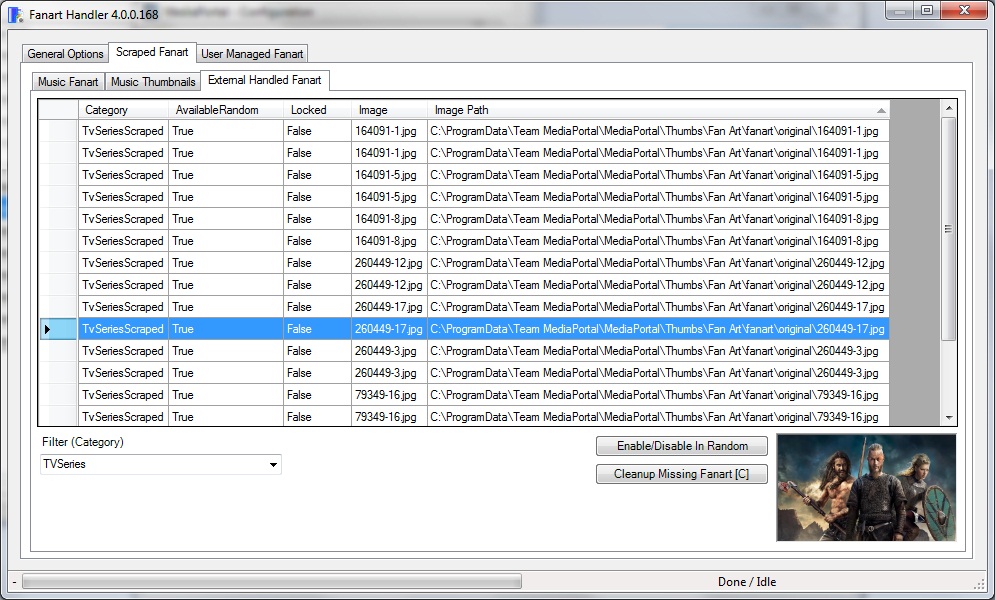 Fanart Handler 4.0.0.168
MediaPortal - Configuration
General Options Scraped Fanart User Managed Fanart
Music Fanart Music Thumbnails External Handled Fanart
Category AvailableRandom Locked Image Image Path
TvSeriesScraped True False 164091-1.jpg C:\ProgramData\Team MediaPortal\MediaPortal\Thumbs\Fan Art\fanart\original\164091-1.jpg
TvSeriesScraped True False 164091-1.jpg C:\ProgramData\Team MediaPortal\MediaPortal\Thumbs\Fan Art\fanart\original\164091-1.jpg
TvSeriesScraped True False 164091-5.jpg C:\ProgramData\Team MediaPortal\MediaPortal\Thumbs\Fan Art\fanart\original\164091-5.jpg
TvSeriesScraped True False 164091-5.jpg C:\ProgramData\Team MediaPortal\MediaPortal\Thumbs\Fan Art\fanart\original\164091-5.jpg
TvSeriesScraped True False 164091-8.jpg C:\ProgramData\Team MediaPortal\MediaPortal\Thumbs\Fan Art\fanart\original\164091-8.jpg
TvSeriesScraped True False 164091-8.jpg C:\ProgramData\Team MediaPortal\MediaPortal\Thumbs\Fan Art\fanart\original\164091-8.jpg
TvSeriesScraped True False 260449-12.jpg C:\ProgramData\Team MediaPortal\MediaPortal\Thumbs\Fan Art\fanart\original\260449-12.jpg
TvSeriesScraped True False 260449-12.jpg C:\ProgramData\Team MediaPortal\MediaPortal\Thumbs\Fan Art\fanart\original\260449-12.jpg
TvSeriesScraped True False 260449-17.jpg C:\ProgramData\Team MediaPortal\MediaPortal\Thumbs\Fan Art\fanart\original\260449-17.jpg
TvSeriesScraped True False 260449-17.jpg C:\ProgramData\Team MediaPortal\MediaPortal\Thumbs\Fan Art\fanart\original\260449-17.jpg
TvSeriesScraped True False 260449-3.jpg C:\ProgramData\Team MediaPortal\MediaPortal\Thumbs\Fan Art\fanart\original\260449-3.jpg
TvSeriesScraped True False 260449-3.jpg C:\ProgramData\Team MediaPortal\MediaPortal\Thumbs\Fan Art\fanart\original\260449-3.jpg
TvSeriesScraped True False 79349-16.jpg C:\ProgramData\Team MediaPortal\MediaPortal\Thumbs\Fan Art\fanart\original\79349-16.jpg
TvSeriesScraped True False 79349-16.jpg C:\ProgramData\Team MediaPortal\MediaPortal\Thumbs\Fan Art\fanart\original\79349-16.jpg
Filter (Category)
TVSeries
Enable/Disable In Random
Cleanup Missing Fanart [C]
- Done / Idle